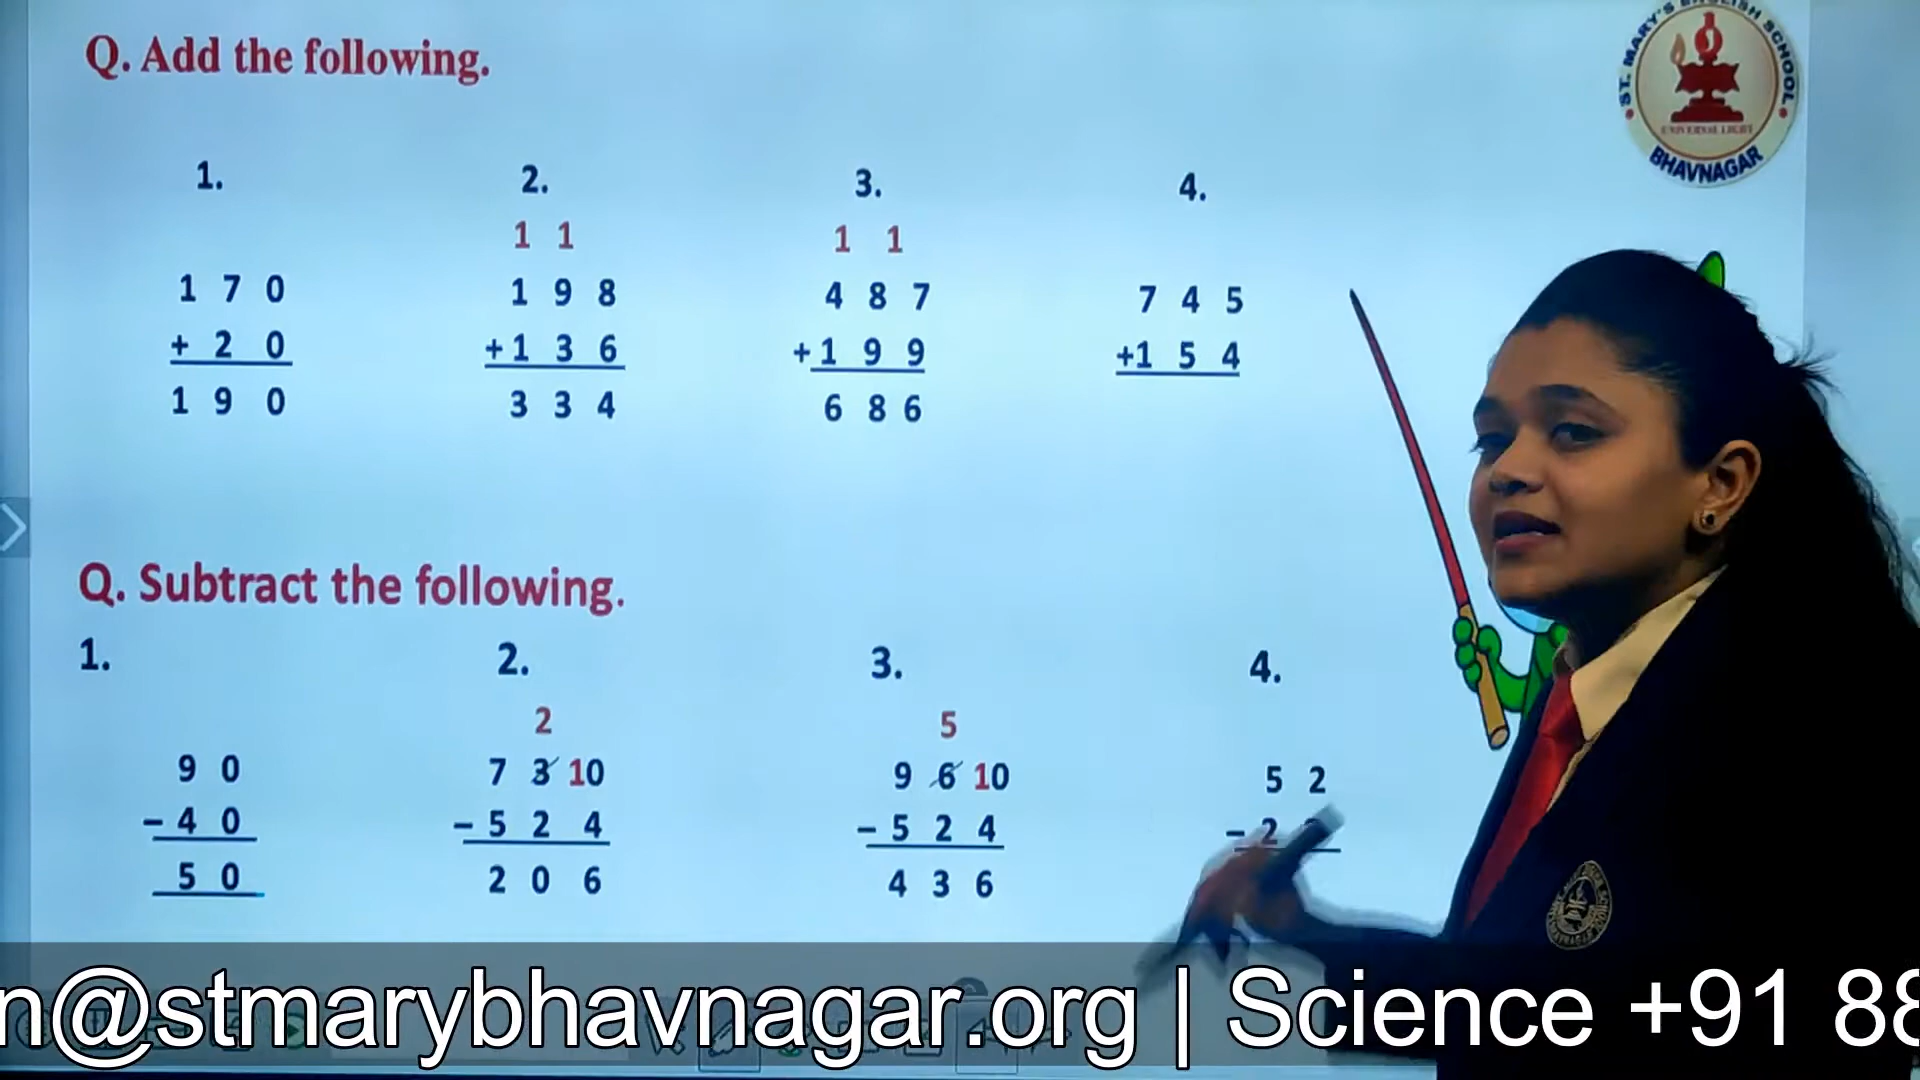 Q. Add the following.
ST. MARY'S ENGLISH SCHOOL
UNIVERSAL LIGHT
BHAVNAGAR
1. 2. 3. 4.
1 1 1 1
1 7 0 1 9 8 4 8 7 7 4 5
+ 2 0 +1 3 6 +1 9 9 +1 5 4
1 9 0 3 3 4 6 8 6
Q. Subtract the following.
1. 2. 3. 4.
2 5
9 0 7 3 10 9 6 10 5 2
- 4 0 - 5 2 4 - 5 2 4 - 2
5 0 2 0 6 4 3 6
n@stmarybhavnagar.org | Science +91 88